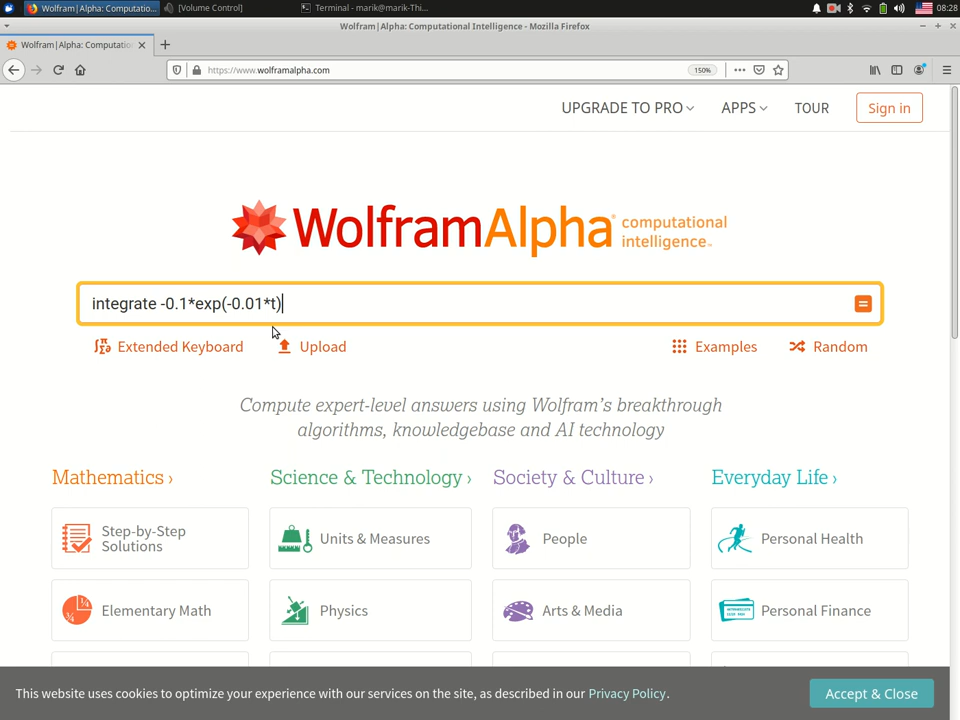 Wolfram|Alpha: Computatio...
[Volume Control]
Terminal - marik@marik-Thi...
08:28
Wolfram|Alpha: Computational Intelligence - Mozilla Firefox
Wolfram|Alpha: Computation
https://www.wolframalpha.com
150%
UPGRADE TO PRO
APPS
TOUR
Sign in
WolframAlpha computational intelligence™
integrate -0.1*exp(-0.01*t)
=
Extended Keyboard
Upload
Examples
Random
Compute expert-level answers using Wolfram's breakthrough
algorithms, knowledgebase and AI technology
Mathematics ›
Science & Technology ›
Society & Culture ›
Everyday Life ›
Step-by-Step
Solutions
Units & Measures
People
Personal Health
Elementary Math
Physics
Arts & Media
Personal Finance
This website uses cookies to optimize your experience with our services on the site, as described in our Privacy Policy.
Accept & Close